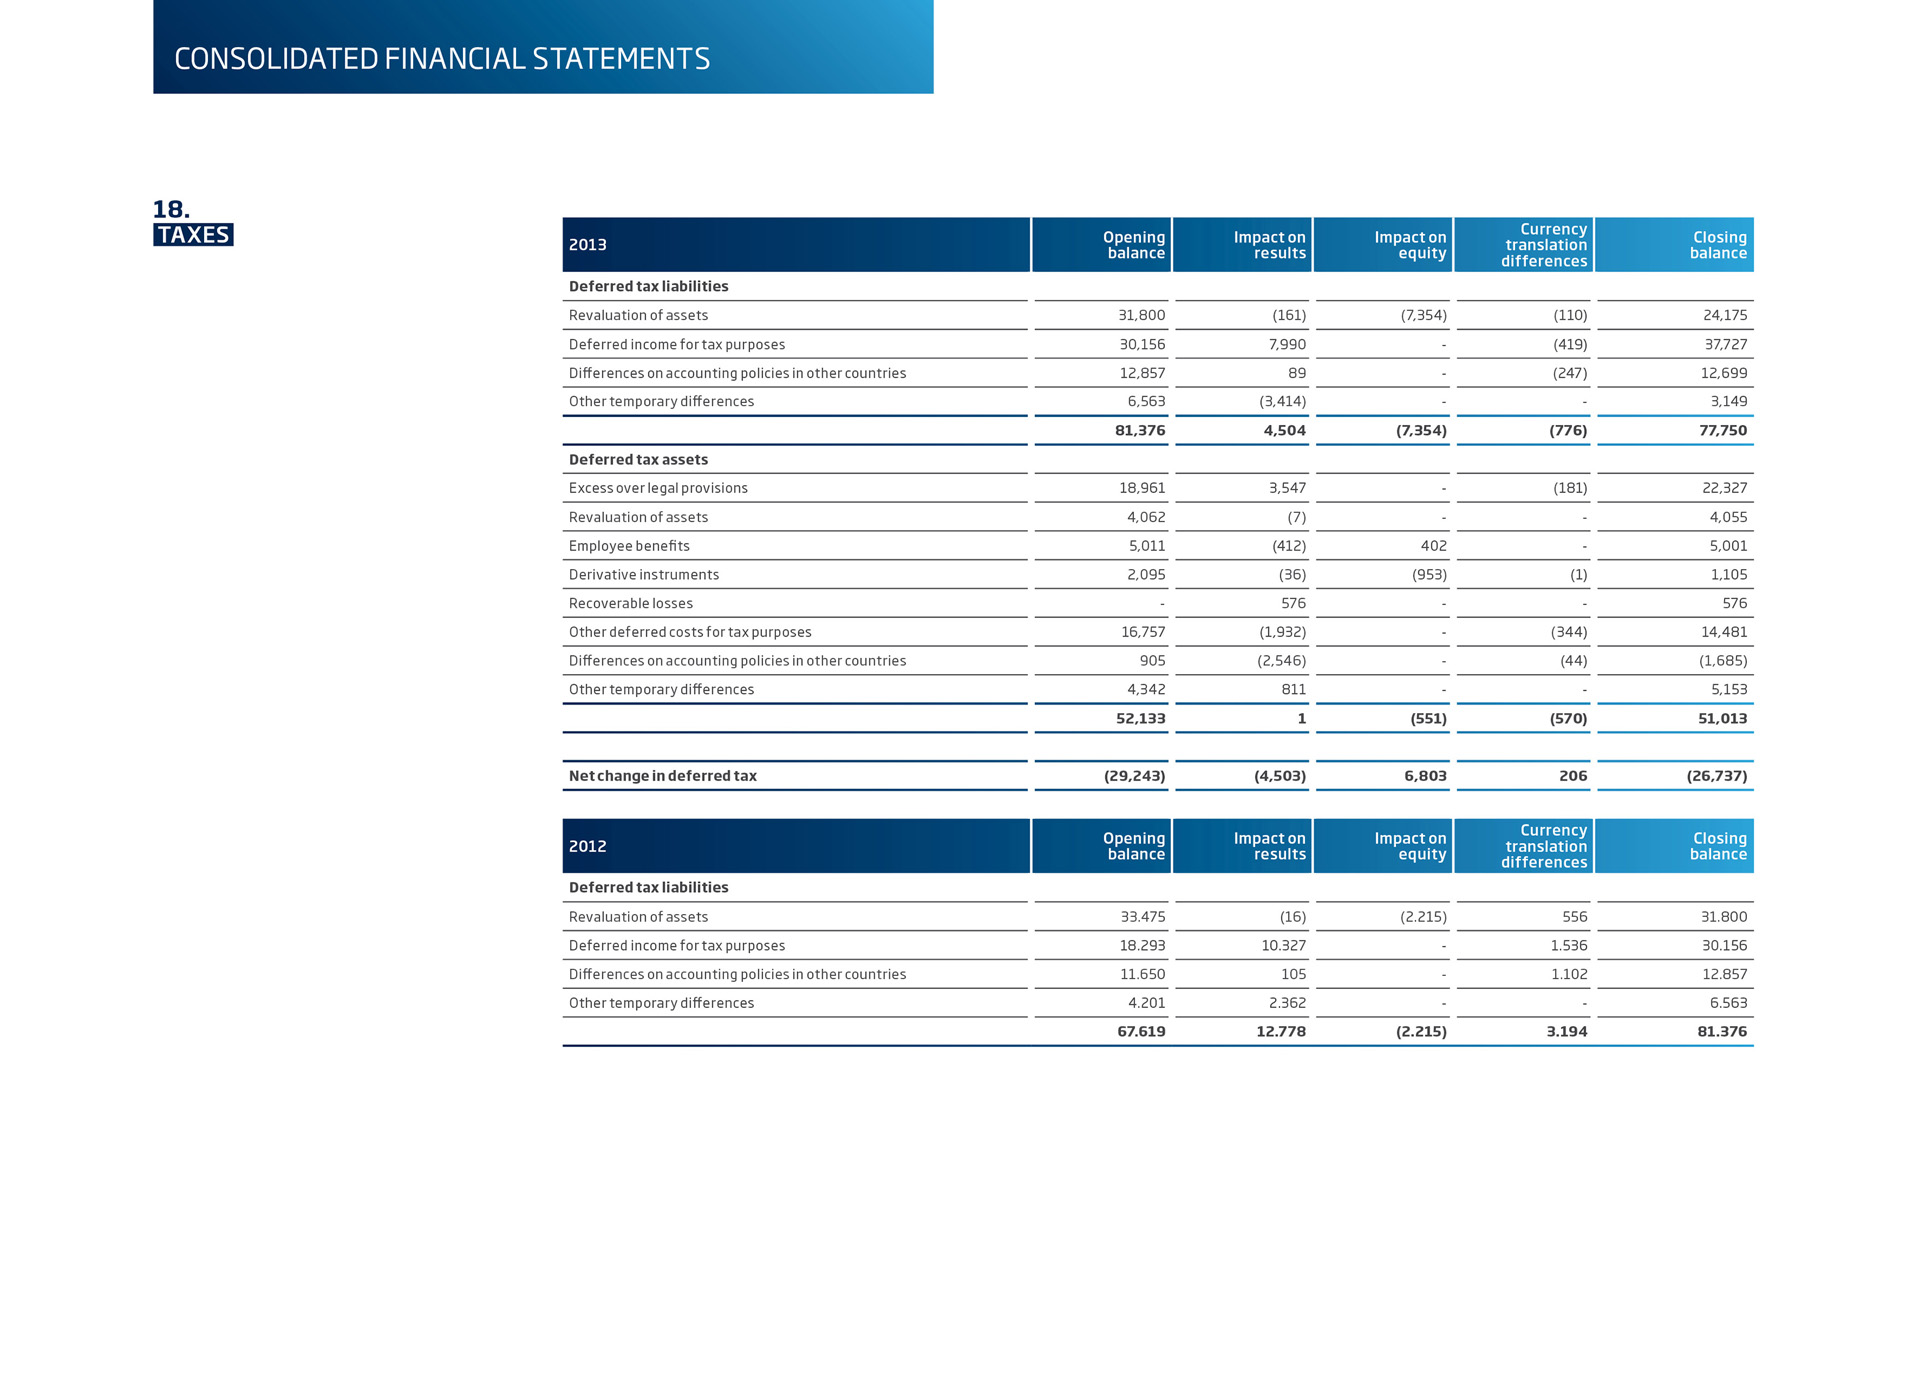 CONSOLIDATED FINANCIAL STATEMENTS
18.
TAXES
2013 Opening balance Impact on results Impact on equity Currency translation differences Closing balance
Deferred tax liabilities
Revaluation of assets 31,800 (161) (7,354) (110) 24,175
Deferred income for tax purposes 30,156 7,990 - (419) 37,727
Differences on accounting policies in other countries 12,857 89 - (247) 12,699
Other temporary differences 6,563 (3,414) - - 3,149
81,376 4,504 (7,354) (776) 77,750
Deferred tax assets
Excess over legal provisions 18,961 3,547 - (181) 22,327
Revaluation of assets 4,062 (7) - - 4,055
Employee benefits 5,011 (412) 402 - 5,001
Derivative instruments 2,095 (36) (953) (1) 1,105
Recoverable losses - 576 - - 576
Other deferred costs for tax purposes 16,757 (1,932) - (344) 14,481
Differences on accounting policies in other countries 905 (2,546) - (44) (1,685)
Other temporary differences 4,342 811 - - 5,153
52,133 1 (551) (570) 51,013
Net change in deferred tax (29,243) (4,503) 6,803 206 (26,737)
2012 Opening balance Impact on results Impact on equity Currency translation differences Closing balance
Deferred tax liabilities
Revaluation of assets 33.475 (16) (2.215) 556 31.800
Deferred income for tax purposes 18.293 10.327 - 1.536 30.156
Differences on accounting policies in other countries 11.650 105 - 1.102 12.857
Other temporary differences 4.201 2.362 - - 6.563
67.619 12.778 (2.215) 3.194 81.376